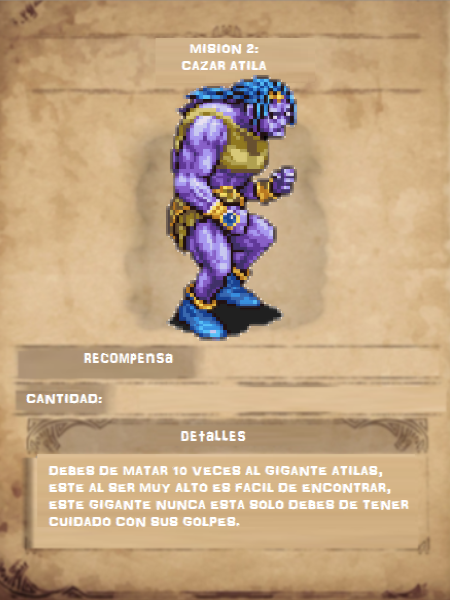 MISION 2:
CAZAR ATILA
RECOMPENSA
CANTIDAD:
DETALLES
DEBES DE MATAR 10 VECES AL GIGANTE ATILAS,
ESTE AL SER MUY ALTO ES FACIL DE ENCONTRAR,
ESTE GIGANTE NUNCA ESTA SOLO DEBES DE TENER
CUIDADO CON SUS GOLPES.